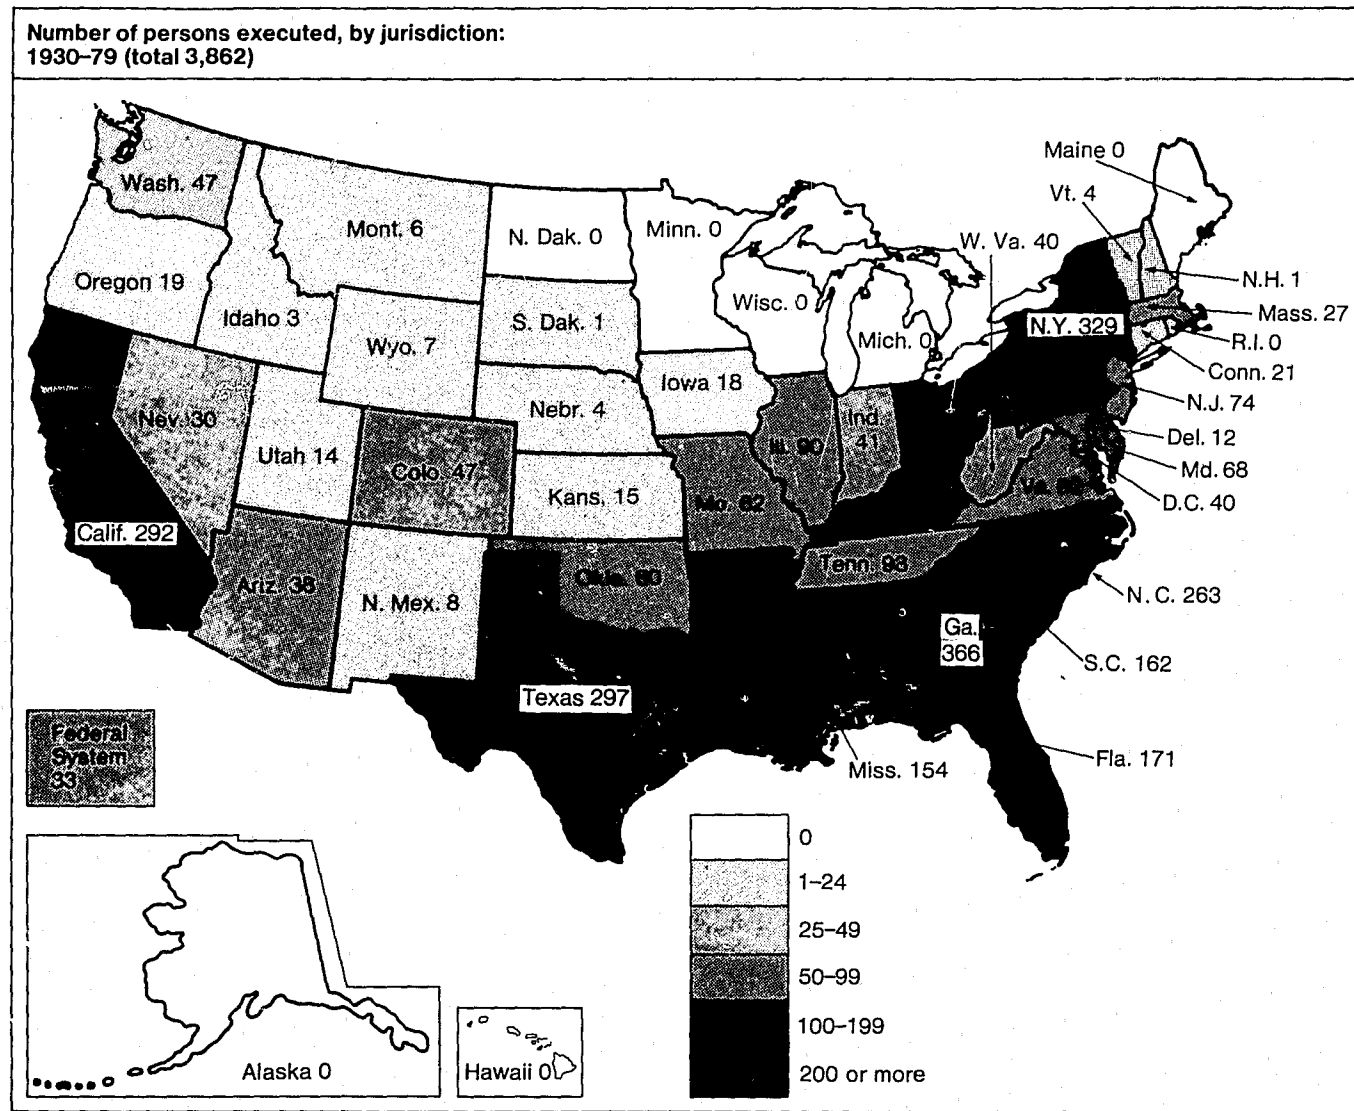 Number of persons executed, by jurisdiction:
1930–79 (total 3,862)
Maine 0
Vt. 4
Wash. 47
Mont. 6
N. Dak. 0
Minn. 0
W. Va. 40
N.H. 1
Oregon 19
Idaho 3
S. Dak. 1
Wisc. 0
Mich. 0
N.Y. 329
Mass. 27
R.I. 0
Wyo. 7
Conn. 21
Iowa 18
N.J. 74
Nebr. 4
Nev. 30
Ind.
41
Ill. 90
Del. 12
Utah 14
Colo. 47
Md. 68
Kans, 15
Va.
D.C. 40
Mo. 62
Calif. 292
Tenn. 93
Ariz. 38
Okla. 60
N. Mex. 8
N. C. 263
Ga.
366
S.C. 162
Texas 297
Federal
System
33
Fla. 171
Miss. 154
0
1–24
25–49
50–99
100–199
200 or more
Alaska 0
Hawaii 0